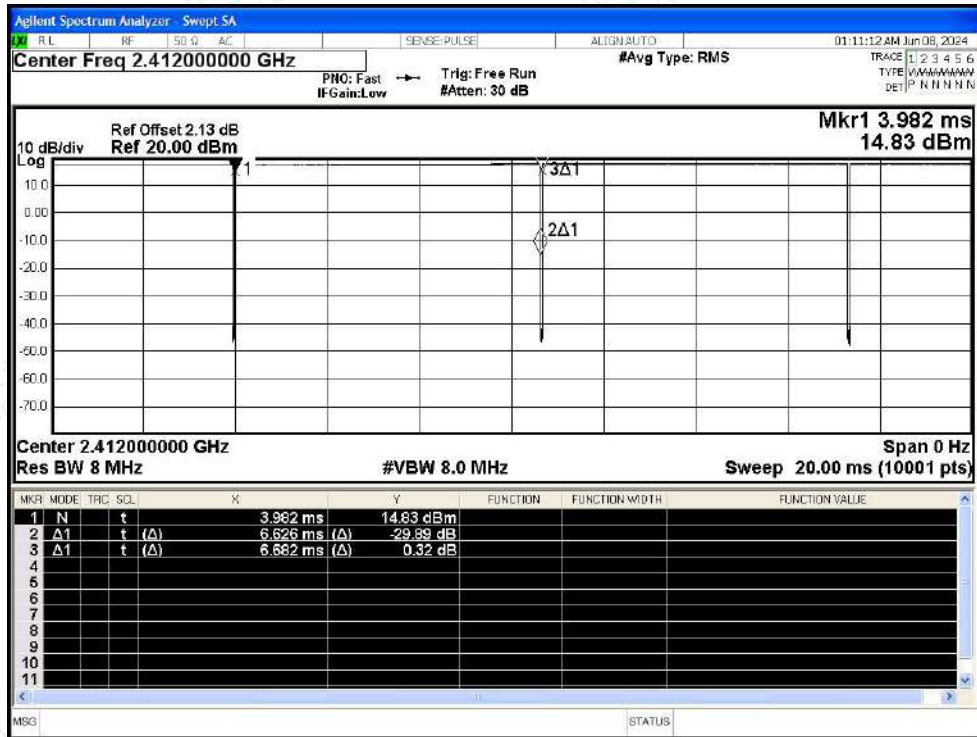 Agilent Spectrum Analyzer - Swept SA
LXI RL RF 50 Ω AC SENSE:PULSE ALIGN AUTO 01:11:12 AM Jun 08, 2024
Center Freq 2.412000000 GHz #Avg Type: RMS TRACE 1 2 3 4 5 6
PNO: Fast Trig: Free Run TYPE
IFGain:Low #Atten: 30 dB DET P N N N N N
Mkr1 3.982 ms
Ref Offset 2.13 dB
10 dB/div Ref 20.00 dBm 14.83 dBm
Log
1 3Δ1
10.0
0.00
2Δ1
-10.0
-20.0
-30.0
-40.0
-50.0
-60.0
-70.0
Center 2.412000000 GHz Span 0 Hz
Res BW 8 MHz #VBW 8.0 MHz Sweep 20.00 ms (10001 pts)
MKR MODE TRC SCL X Y FUNCTION FUNCTION WIDTH FUNCTION VALUE
1 N t 3.982 ms 14.83 dBm
2 Δ1 t (Δ) 6.626 ms (Δ) -29.89 dB
3 Δ1 t (Δ) 6.682 ms (Δ) 0.32 dB
4
5
6
7
8
9
10
11
MSG STATUS